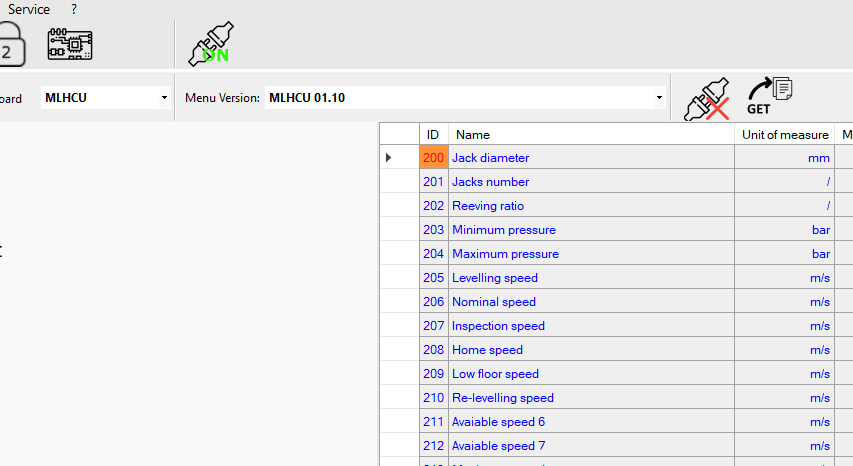 Service ?
2
ON
oard MLHCU Menu Version: MLHCU 01.10 GET
ID Name Unit of measure M
200 Jack diameter mm
201 Jacks number /
202 Reeving ratio /
203 Minimum pressure bar
204 Maximum pressure bar
205 Levelling speed m/s
206 Nominal speed m/s
207 Inspection speed m/s
208 Home speed m/s
209 Low floor speed m/s
210 Re-levelling speed m/s
211 Avaiable speed 6 m/s
212 Avaiable speed 7 m/s